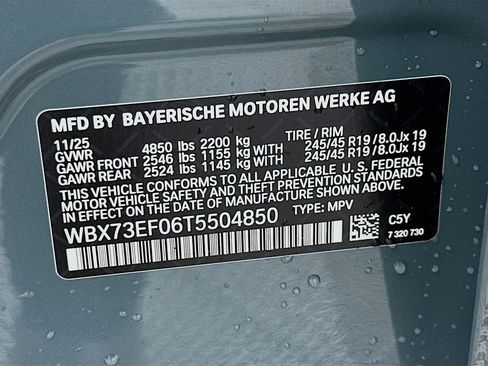 MFD BY BAYERISCHE MOTOREN WERKE AG
11/25 TIRE / RIM
GVWR 4850 lbs 2200 kg
GAWR FRONT 2546 lbs 1155 kg WITH 245/45 R19 / 8.0Jx 19
GAWR REAR 2524 lbs 1145 kg WITH 245/45 R19 / 8.0Jx 19
THIS VEHICLE CONFORMS TO ALL APPLICABLE U. S. FEDERAL
MOTOR VEHICLE SAFETY AND THEFT PREVENTION STANDARDS
IN EFFECT ON THE DATE OF MANUFACTURE SHOWN ABOVE.
WBX73EF06T5504850 TYPE: MPV
C5Y
7 320 730